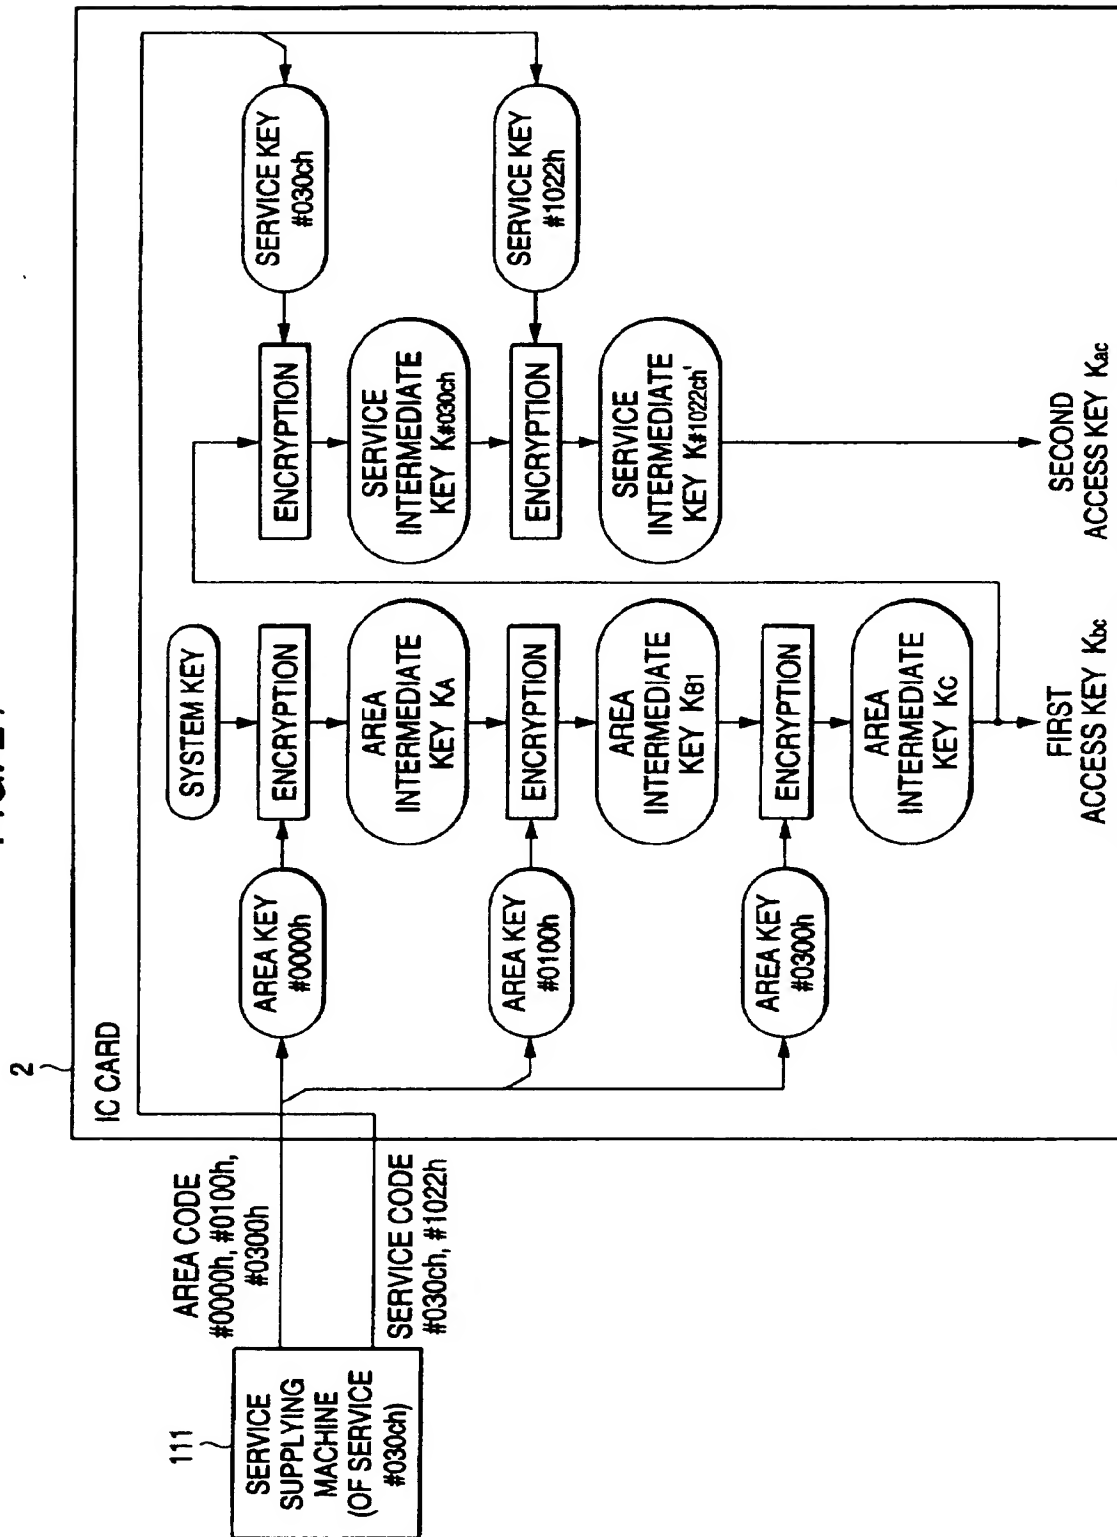 2
IC CARD
111
SERVICE
SUPPLYING
MACHINE
(OF SERVICE
#030ch)
AREA CODE
#0000h, #0100h,
#0300h
SERVICE CODE
#030ch, #1022h
AREA KEY
#0000h
AREA KEY
#0100h
AREA KEY
#0300h
SYSTEM KEY
ENCRYPTION
AREA
INTERMEDIATE
KEY KA
ENCRYPTION
AREA
INTERMEDIATE
KEY KB1
ENCRYPTION
AREA
INTERMEDIATE
KEY KC
FIRST
ACCESS KEY Kbc
SERVICE KEY
#030ch
ENCRYPTION
SERVICE
INTERMEDIATE
KEY K#030ch
SERVICE KEY
#1022h
ENCRYPTION
SERVICE
INTERMEDIATE
KEY K#1022ch'
SECOND
ACCESS KEY Kac